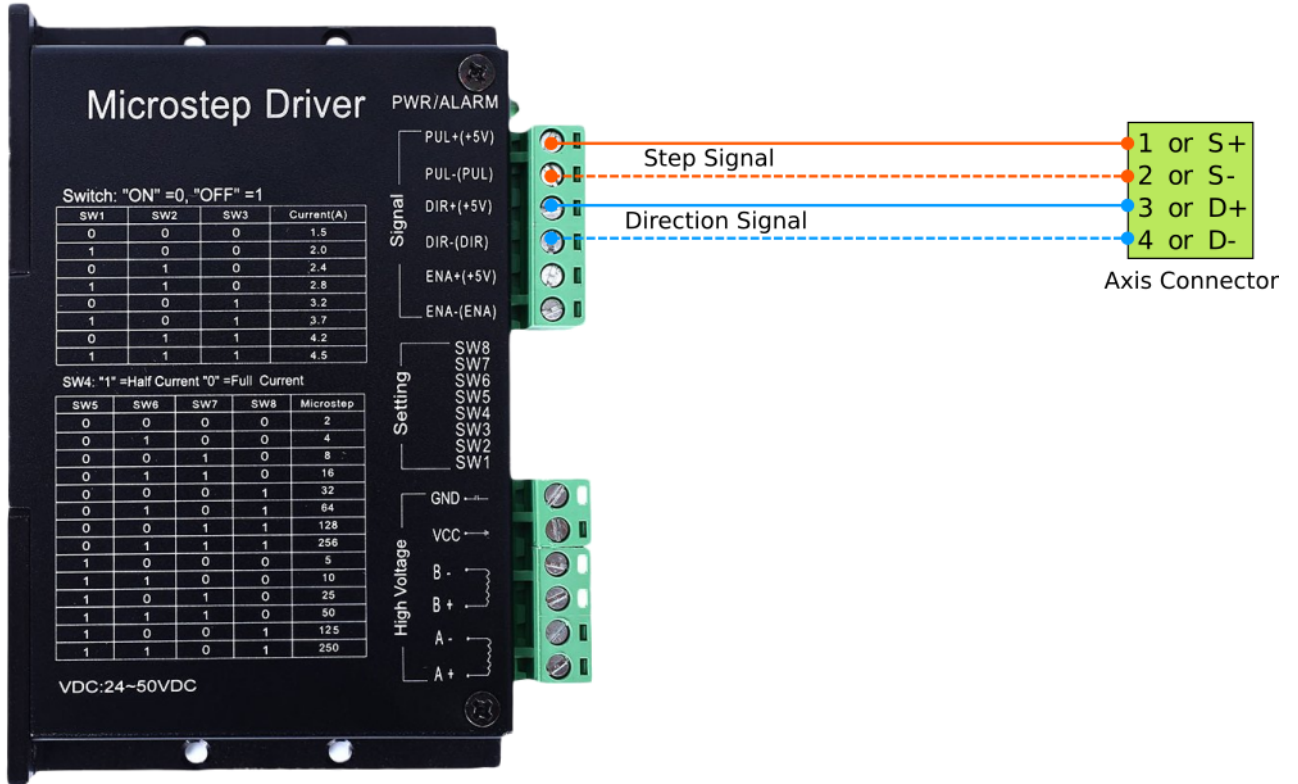 Microstep Driver
PWR/ALARM
Signal
PUL+(+5V)
PUL-(PUL)
DIR+(+5V)
DIR-(DIR)
ENA+(+5V)
ENA-(ENA)
Switch: "ON" =0, "OFF" =1
SW1 SW2 SW3 Current(A)
0 0 0 1.5
1 0 0 2.0
0 1 0 2.4
1 1 0 2.8
0 0 1 3.2
1 0 1 3.7
0 1 1 4.2
1 1 1 4.5
SW4: "1" =Half Current "0" =Full Current
SW5 SW6 SW7 SW8 Microstep
0 0 0 0 2
0 1 0 0 4
0 0 1 0 8
0 1 1 0 16
0 0 0 1 32
0 1 0 1 64
0 0 1 1 128
0 1 1 1 256
1 0 0 0 5
1 1 0 0 10
1 0 1 0 25
1 1 1 0 50
1 0 0 1 125
1 1 0 1 250
VDC:24~50VDC
Setting
SW8
SW7
SW6
SW5
SW4
SW3
SW2
SW1
High Voltage
GND
VCC
B -
B +
A -
A +
Step Signal
Direction Signal
1 or S+
2 or S-
3 or D+
4 or D-
Axis Connector